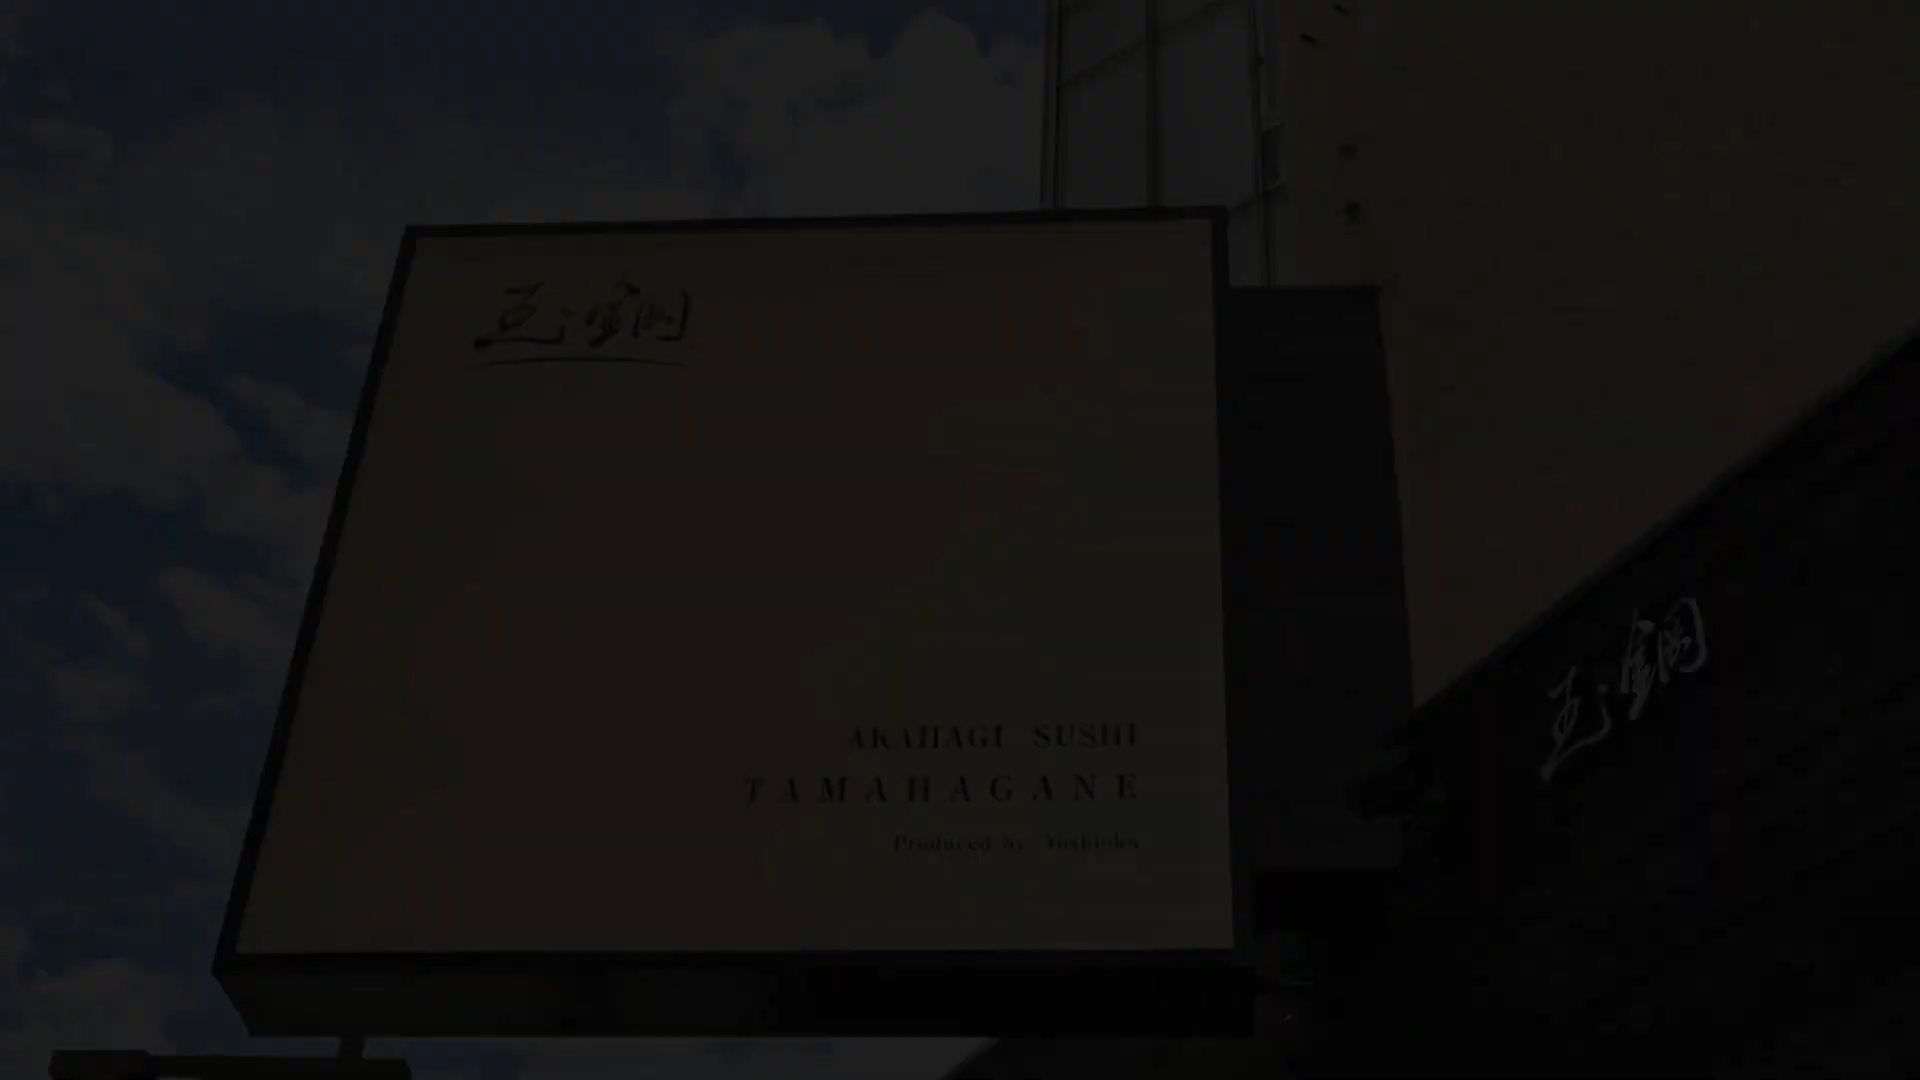 玉鋼
AKAHAGI SUSHI
TAMAHAGANE
Produced by Yoshioka
玉鋼